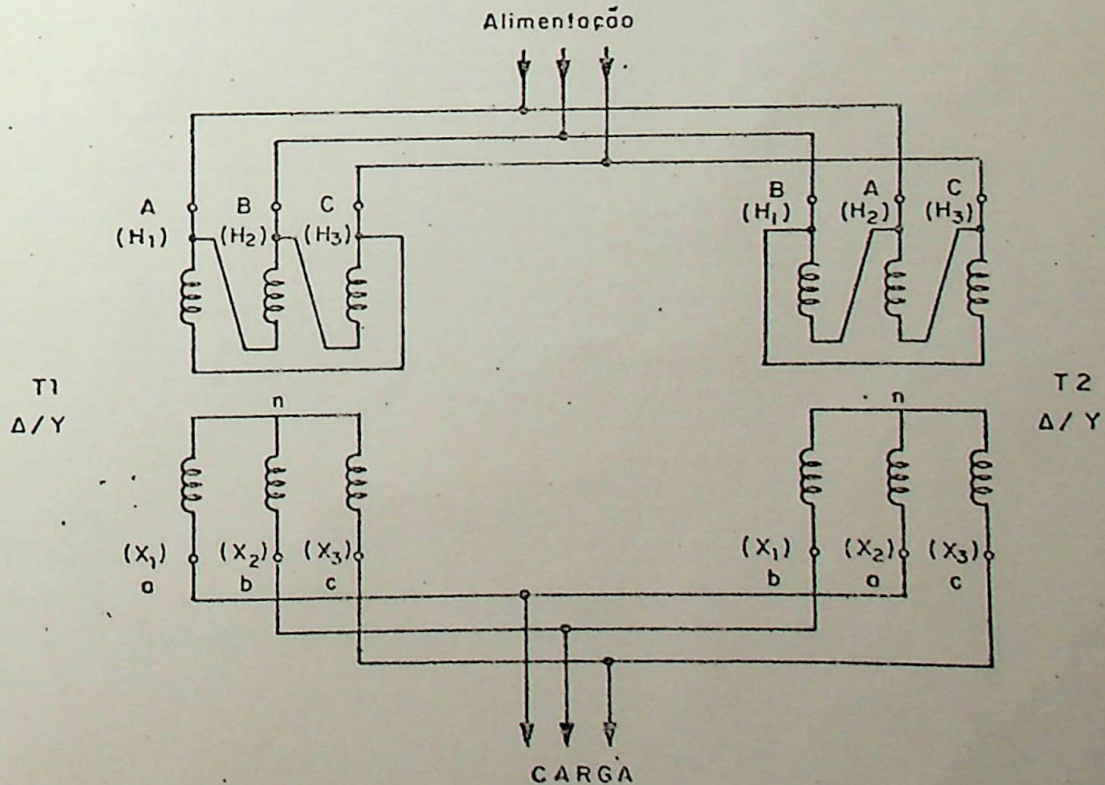 Alimentação
A B C B A C
(H₁) (H₂) (H₃) (H₁) (H₂) (H₃)
T1 T2
Δ/Y Δ/Y
n n
(X₁) (X₂) (X₃) (X₁) (X₂) (X₃)
a b c b a c
CARGA